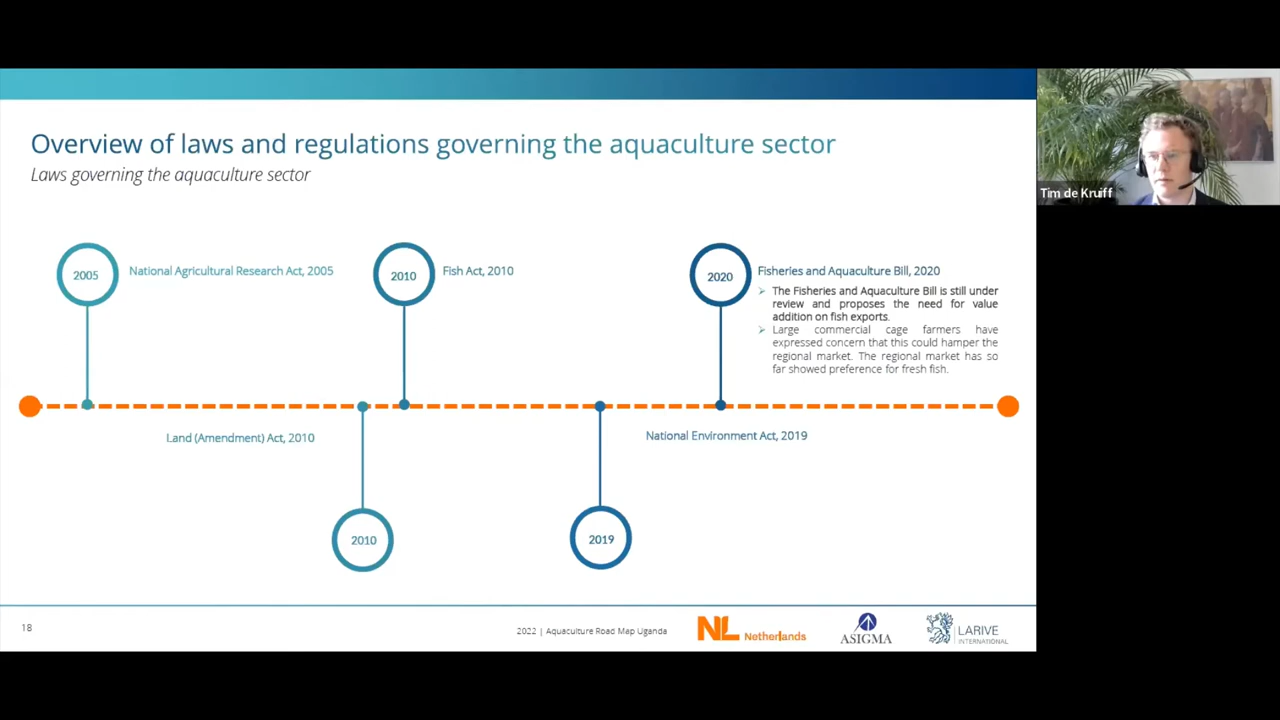 Overview of laws and regulations governing the aquaculture sector
Laws governing the aquaculture sector
Tim de Kruiff
2005
National Agricultural Research Act, 2005
2010
Fish Act, 2010
2020
Fisheries and Aquaculture Bill, 2020
The Fisheries and Aquaculture Bill is still under
review and proposes the need for value
addition on fish exports.
Large commercial cage farmers have
expressed concern that this could hamper the
regional market. The regional market has so
far showed preference for fresh fish.
Land (Amendment) Act, 2010
National Environment Act, 2019
2010
2019
18
2022 | Aquaculture Road Map Uganda
NL Netherlands
ASIGMA
LARIVE
INTERNATIONAL